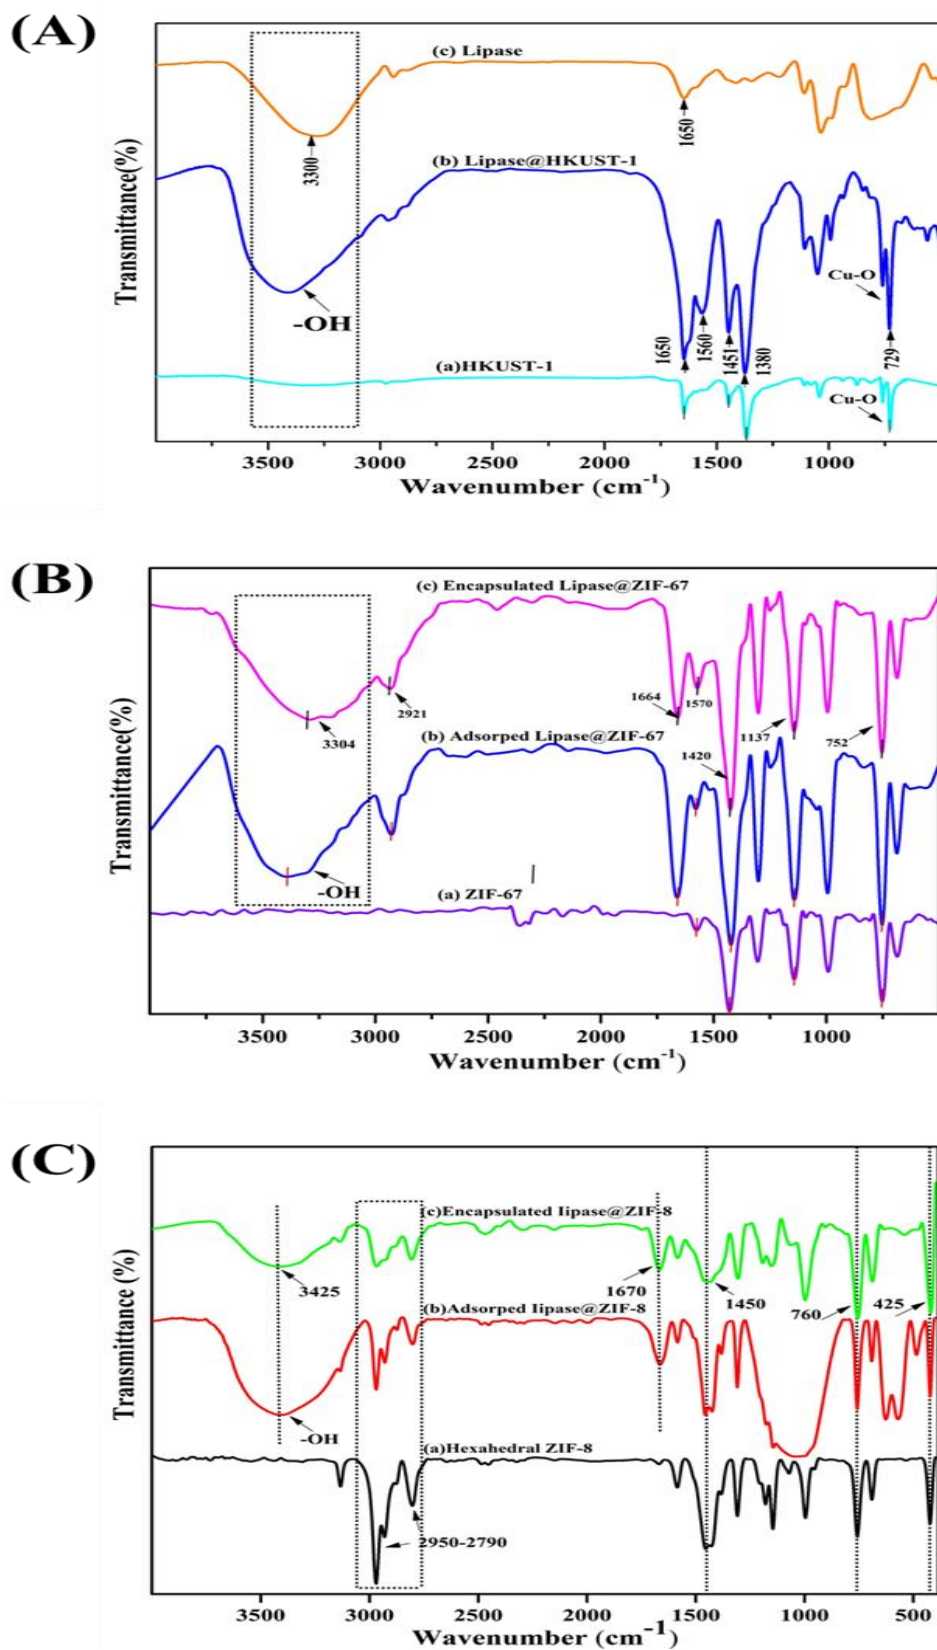 (A)
(c) Lipase
3300
1650
(b) Lipase@HKUST-1
-OH
Cu-O
1650
1560
1451
1380
729
(a)HKUST-1
Cu-O
Transmittance(%)
3500 3000 2500 2000 1500 1000
Wavenumber (cm-1)
(B)
(c) Encapsulated Lipase@ZIF-67
2921
3304
1664
1570
1137
752
1420
(b) Adsorped Lipase@ZIF-67
-OH
(a) ZIF-67
Transmittance(%)
3500 3000 2500 2000 1500 1000
Wavenumber (cm-1)
(C)
(c)Encapsulated Iipase@ZIF-8
3425
1670
1450
760
425
(b)Adsorped Iipase@ZIF-8
-OH
(a)Hexahedral ZIF-8
2950-2790
Transmittance (%)
3500 3000 2500 2000 1500 1000 500
Wavenumber (cm-1)